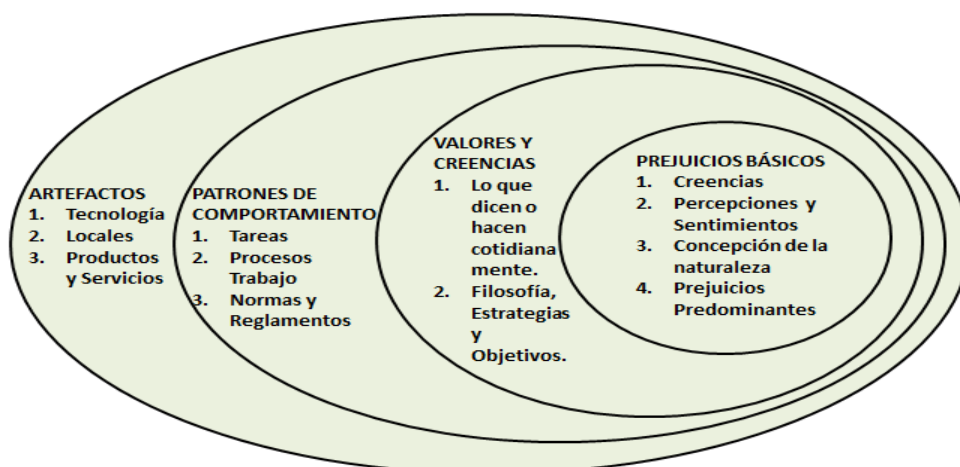 ARTEFACTOS
1. Tecnología
2. Locales
3. Productos
y Servicios
PATRONES DE
COMPORTAMIENTO
1. Tareas
2. Procesos
Trabajo
3. Normas y
Reglamentos
VALORES Y
CREENCIAS
1. Lo que
dicen o
hacen
cotidiana
mente.
2. Filosofía,
Estrategias
y
Objetivos.
PREJUICIOS BÁSICOS
1. Creencias
2. Percepciones y
Sentimientos
3. Concepción de la
naturaleza
4. Prejuicios
Predominantes